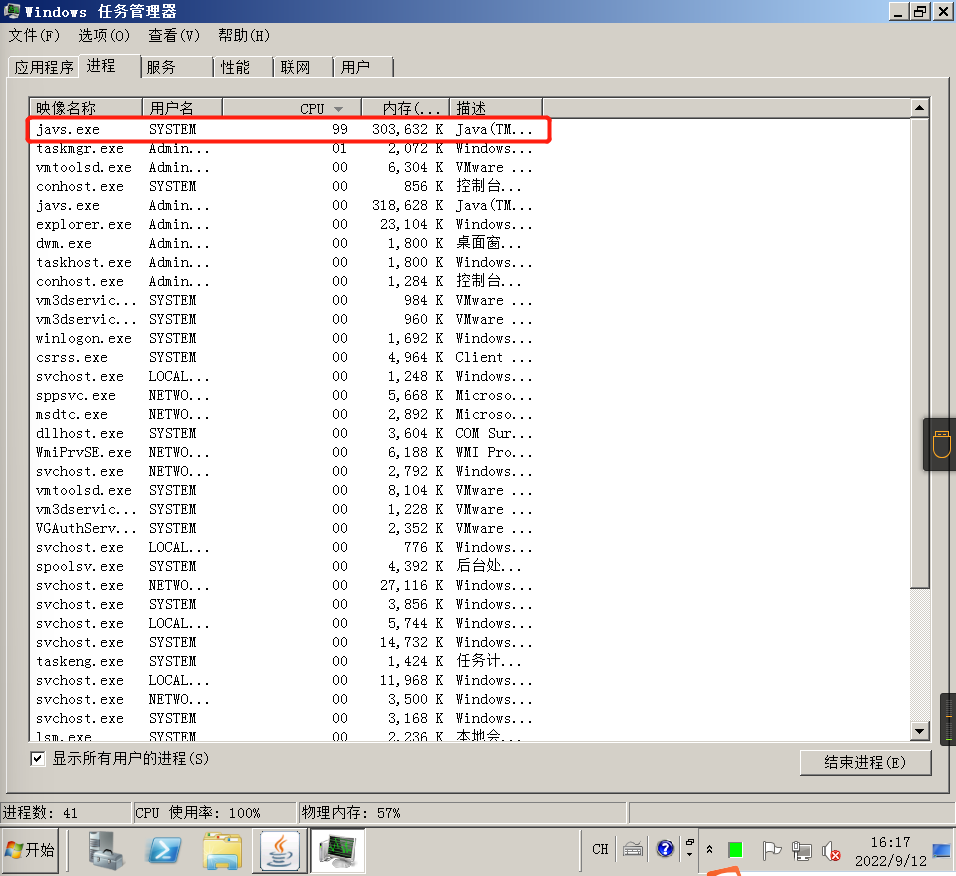 Windows 任务管理器
文件(F) 选项(O) 查看(V) 帮助(H)
应用程序 进程 服务 性能 联网 用户
映像名称 用户名 CPU 内存(... 描述
javs.exe SYSTEM 99 303,632 K Java(TM...
taskmgr.exe Admin... 01 2,072 K Windows...
vmtoolsd.exe Admin... 00 6,304 K VMware ...
conhost.exe SYSTEM 00 856 K 控制台...
javs.exe Admin... 00 318,628 K Java(TM...
explorer.exe Admin... 00 23,104 K Windows...
dwm.exe Admin... 00 1,800 K 桌面窗...
taskhost.exe Admin... 00 1,800 K Windows...
conhost.exe Admin... 00 1,284 K 控制台...
vm3dservic... SYSTEM 00 984 K VMware ...
vm3dservic... SYSTEM 00 960 K VMware ...
winlogon.exe SYSTEM 00 1,692 K Windows...
csrss.exe SYSTEM 00 4,964 K Client ...
svchost.exe LOCAL... 00 1,248 K Windows...
sppsvc.exe NETWO... 00 5,668 K Microso...
msdtc.exe NETWO... 00 2,892 K Microso...
dllhost.exe SYSTEM 00 3,604 K COM Sur...
WmiPrvSE.exe NETWO... 00 6,188 K WMI Pro...
svchost.exe NETWO... 00 2,792 K Windows...
vmtoolsd.exe SYSTEM 00 8,104 K VMware ...
vm3dservic... SYSTEM 00 1,228 K VMware ...
VGAuthServ... SYSTEM 00 2,352 K VMware ...
svchost.exe LOCAL... 00 776 K Windows...
spoolsv.exe SYSTEM 00 4,392 K 后台处...
svchost.exe NETWO... 00 27,116 K Windows...
svchost.exe SYSTEM 00 3,856 K Windows...
svchost.exe LOCAL... 00 5,744 K Windows...
svchost.exe SYSTEM 00 14,732 K Windows...
taskeng.exe SYSTEM 00 1,424 K 任务计...
svchost.exe LOCAL... 00 11,968 K Windows...
svchost.exe NETWO... 00 3,500 K Windows...
svchost.exe SYSTEM 00 3,168 K Windows...
lsm.exe SYSTEM 00 2,236 K 本地会...
显示所有用户的进程(S)
结束进程(E)
进程数: 41 CPU 使用率: 100% 物理内存: 57%
开始 CH 16:17
2022/9/12